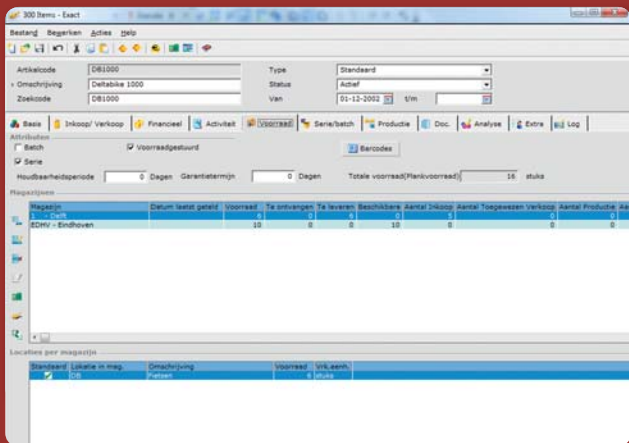 300 Items - Exact
Bestand Bewerken Acties Help
Artikelcode DB1000 Type Standaard
Omschrijving Deltabike 1000 Status Actief
Zoekcode DB1000 Van 01-12-2002 t/m
Basis Inkoop/ Verkoop Financieel Activiteit Voorraad Serie/batch Productie Doc. Analyse Extra Log
Attributen
Batch Voorraadgestuurd Barcodes
Serie
Houdbaarheidsperiode 0 Dagen Garantietermijn 0 Dagen Totale voorraad(Plankvoorraad) 16 stuks
Magazijnen
Magazijn Datum laatst geteld Voorraad Te ontvangen Te leveren Beschikbare Aantal Inkoop Aantal Toegewezen Verkoop Aantal Productie
1 - Delft 6 0 6 0 5 0 0
EDHV - Eindhoven 10 0 0 10 0 0 0
Locaties per magazijn
Standaard Lokatie in mag. Omschrijving Voorraad Vrk.eenh.
DB Fietsen 6 stuks